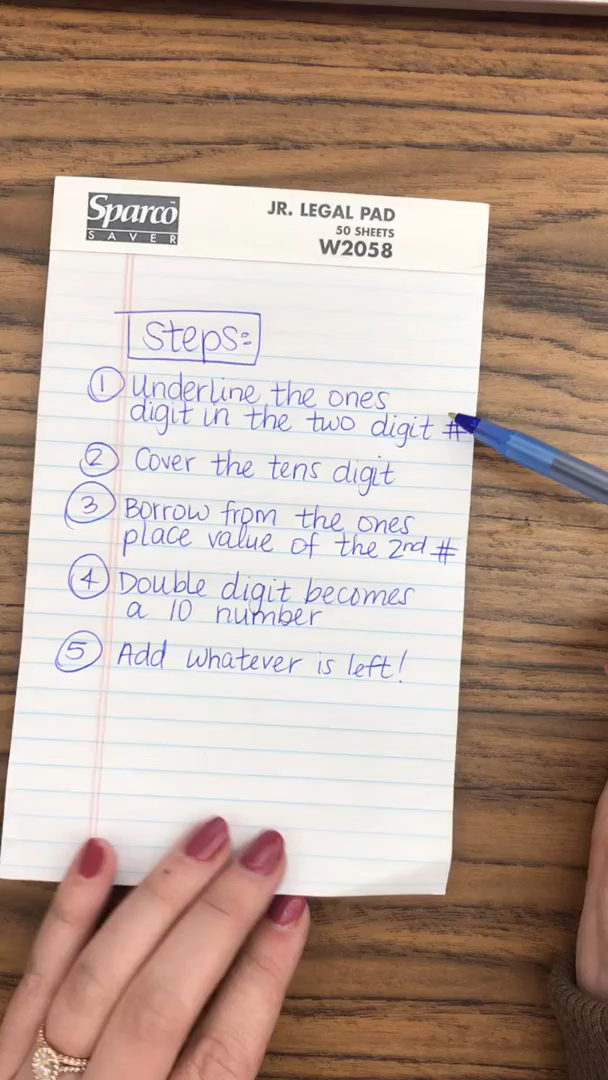 Sparco
SAVER
JR. LEGAL PAD
50 SHEETS
W2058
Steps:
1 Underline the ones
digit in the two digit #
2 Cover the tens digit
3 Borrow from the ones
place value of the 2nd #
4 Double digit becomes
a 10 number
5 Add whatever is left!